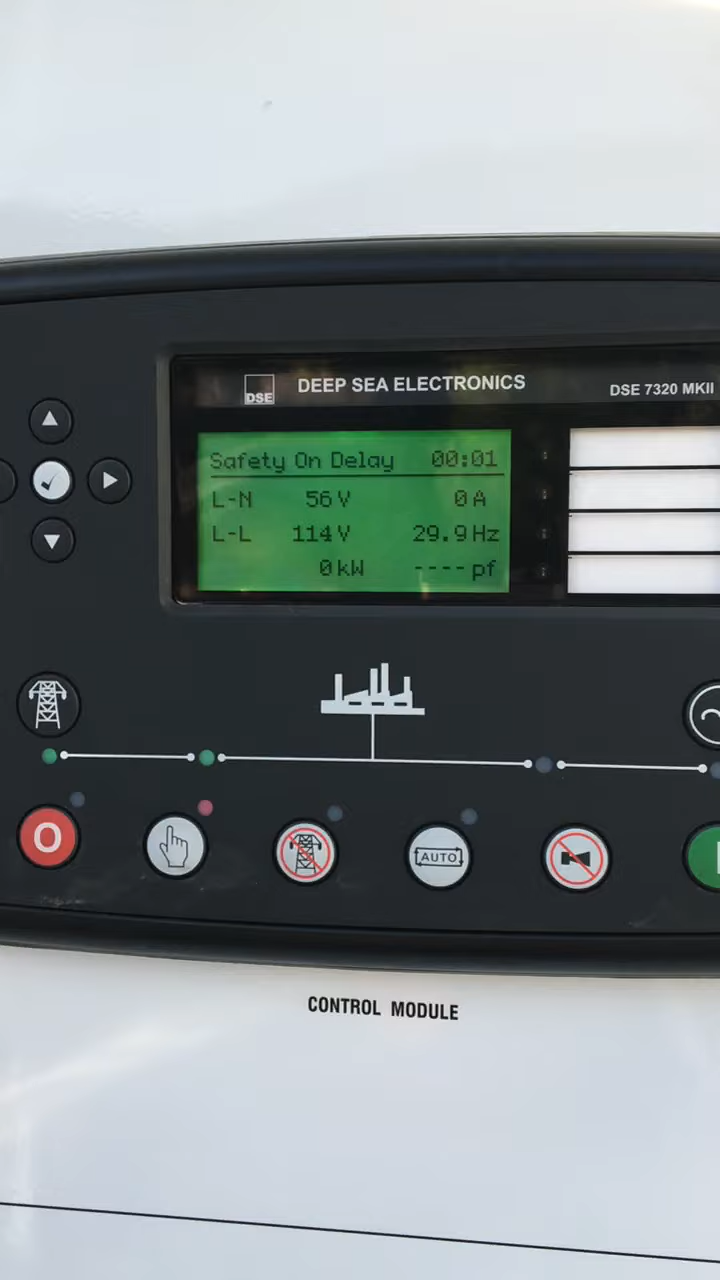 DSE
DEEP SEA ELECTRONICS
DSE 7320 MKII
Safety On Delay 00:01
L-N 56 V 0 A
L-L 114 V 29.9 Hz
0 kW ---- pf
O
AUTO
CONTROL MODULE